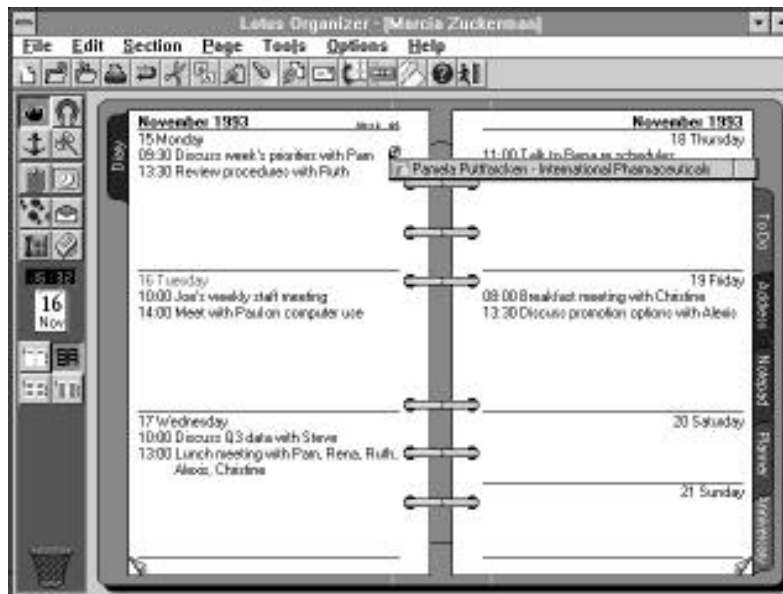 Lotus Organizer - [Marcia Zuckerman]
File Edit Section Page Tools Options Help
Diary
November 1993
Week 46
15 Monday
09:30 Discuss week's priorities with Pam
13:30 Review procedures with Ruth
16 Tuesday
10:00 Joe's weekly staff meeting
14:00 Meet with Paul on computer use
17 Wednesday
10:00 Discuss Q3 data with Steve
13:00 Lunch meeting with Pam, Rena, Ruth,
Alexis, Christine
November 1993
18 Thursday
11:00 Talk to Rena re schedules
Pamela Puttfarcken - International Pharmaceuticals
19 Friday
08:00 Breakfast meeting with Christine
13:30 Discuss promotion options with Alexis
20 Saturday
21 Sunday
To Do
Address
Notepad
Planner
Anniversary
16
Nov